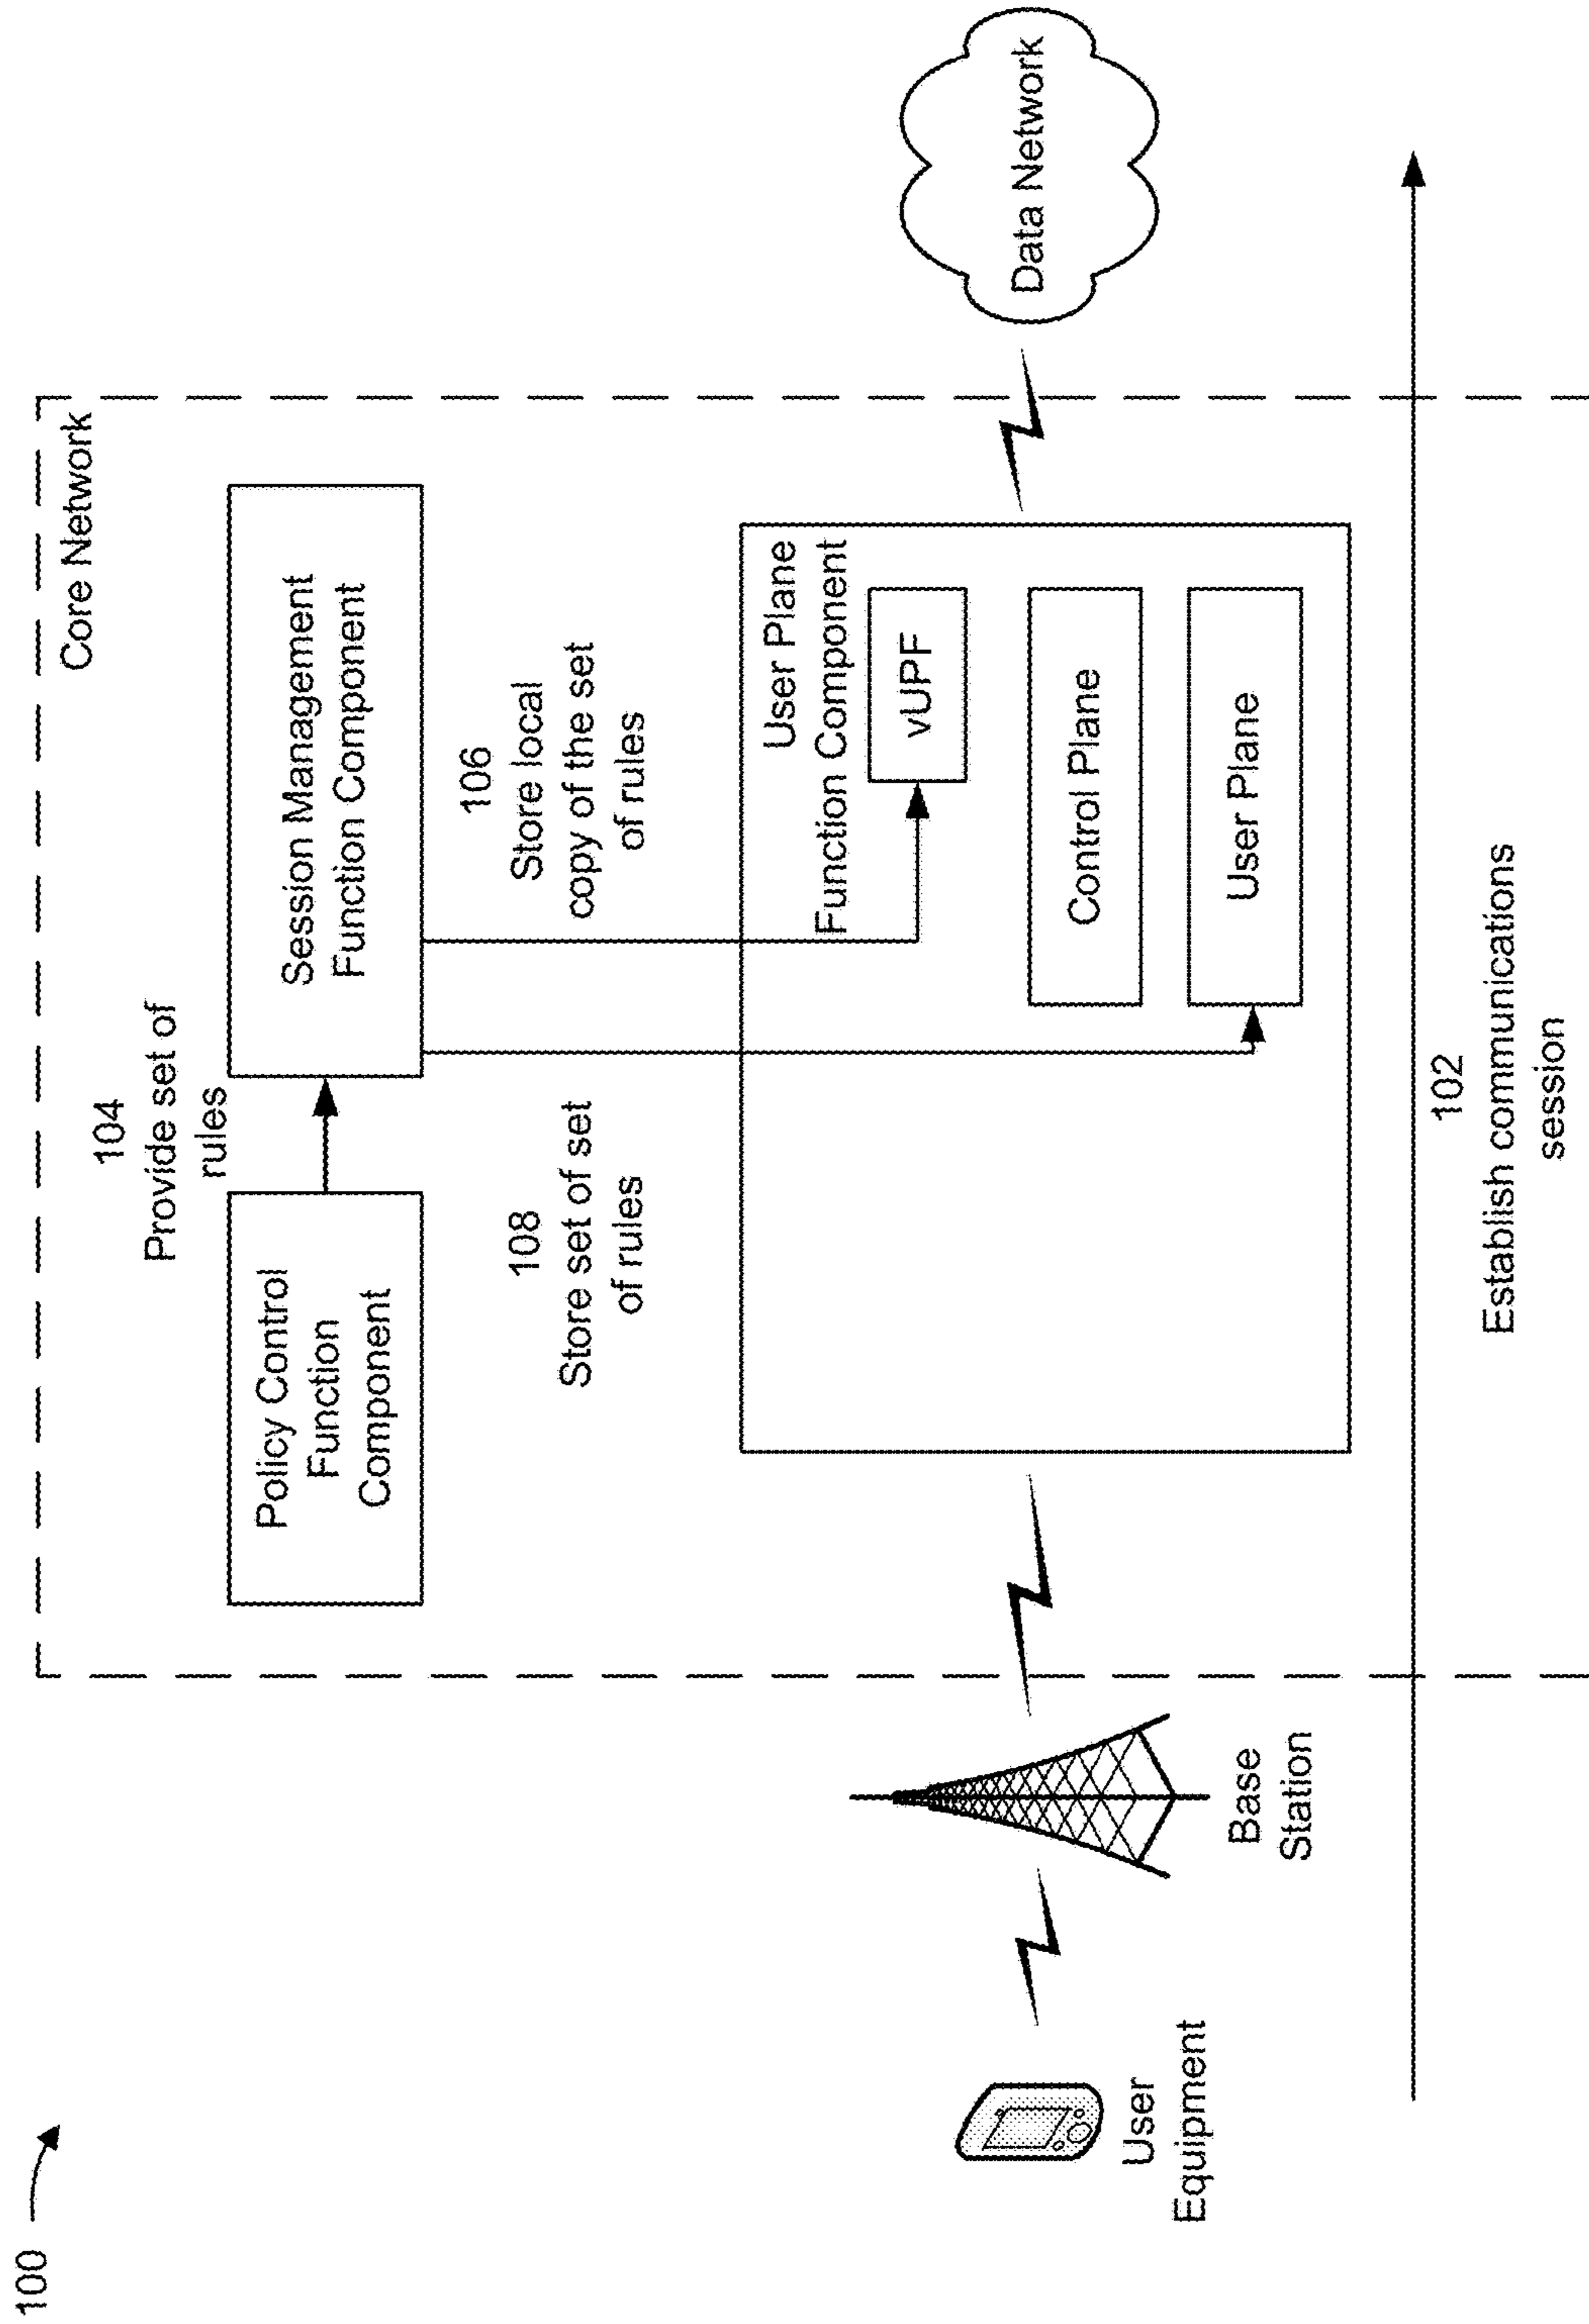 100
Core Network
104
Provide set of
rules
Policy Control
Function
Component
Session Management
Function Component
108
Store set of set
of rules
106
Store local
copy of the set
of rules
User Plane
Function Component
vUPF
Control Plane
User Plane
User
Equipment
Base
Station
Data Network
102
Establish communications
session